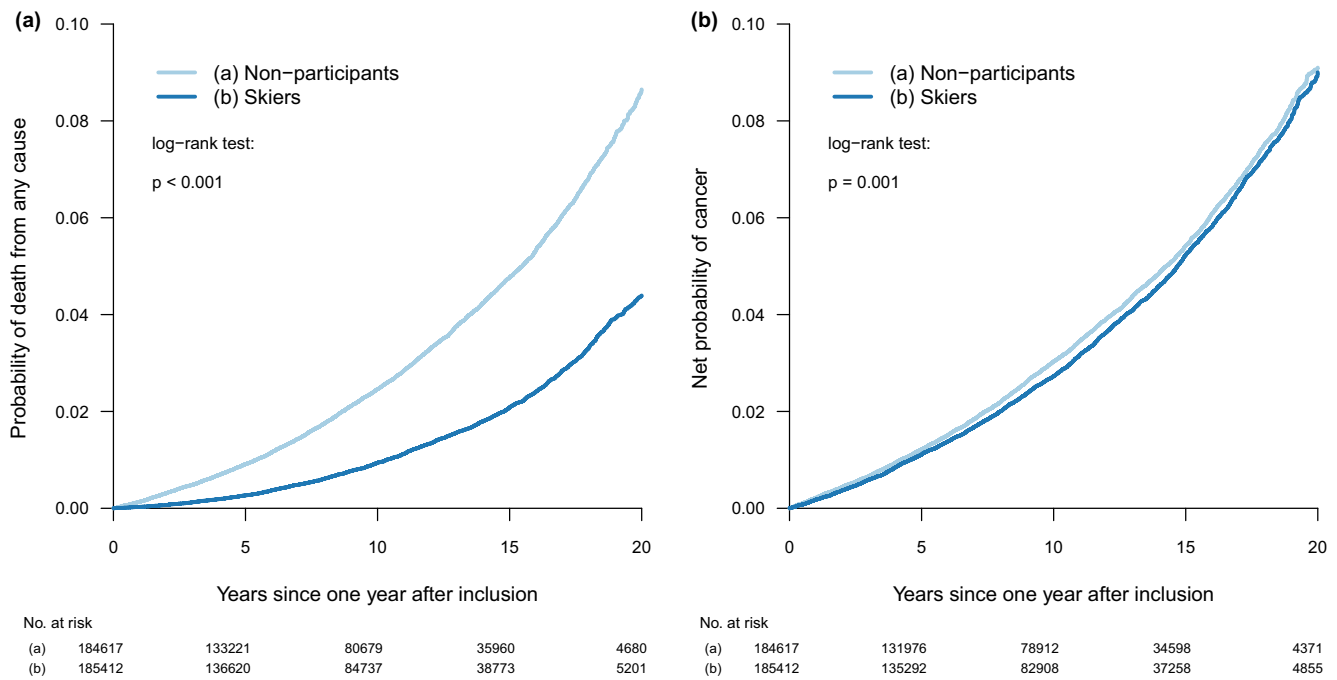 (a)
Probability of death from any cause
0.10
0.08
0.06
0.04
0.02
0.00
(a) Non−participants
(b) Skiers
log−rank test:
p < 0.001
0 5 10 15 20
Years since one year after inclusion
No. at risk
(a) 184617 133221 80679 35960 4680
(b) 185412 136620 84737 38773 5201
(b)
Net probability of cancer
0.10
0.08
0.06
0.04
0.02
0.00
(a) Non−participants
(b) Skiers
log−rank test:
p = 0.001
0 5 10 15 20
Years since one year after inclusion
No. at risk
(a) 184617 131976 78912 34598 4371
(b) 185412 135292 82908 37258 4855